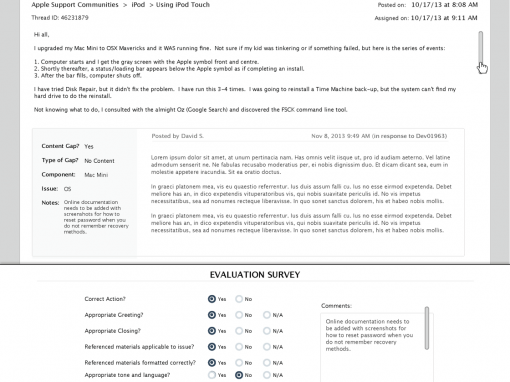 Apple Support Communities > iPod > Using iPod Touch
Posted on: 10/17/13 at 8:08 AM
Thread ID: 46231879
Assigned on: 10/17/13 at 9:11 AM
Hi all,
I upgraded my Mac Mini to OSX Mavericks and it WAS running fine. Not sure if my kid was tinkering or if something failed, but here is the series of events:
1. Computer starts and I get the gray screen with the Apple symbol front and centre.
2. Shortly thereafter, a status/loading bar appears below the Apple symbol as if completing an install.
3. After the bar fills, computer shuts off.
I have tried Disk Repair, but it didn't fix the problem. I have run this 3-4 times. I was going to reinstall a Time Machine back-up, but the system can't find my
hard drive to do the reinstall.
Not knowing what to do, I consulted with the almight Oz (Google Search) and discovered the FSCK command line tool.
Posted by David S.
Nov 8, 2013 9:49 AM (in response to Dev01963)
Content Gap? Yes
Type of Gap? No Content
Component: Mac Mini
Issue: OS
Notes: Online documentation
needs to be added with
screenshots for how to
reset password when you
do not remember recovery
methods.
Lorem ipsum dolor sit amet, at unum pertinacia nam. Has omnis velit iisque ut, pro id audiam aeterno. Vel latine
admodum senserit ne. Ne fabulas recusabo moderatius per, ei nobis dignissim duo. Et dicam dicant sea, eum in
molestie appetere iracundia. Sit ea oratio doctus.
In graeci platonem mea, vis eu quaestio referrentur. Ius duis assum falli cu, Ius no esse eirmod expetenda. Debet
meliore has an, in dico expetendis vituperatoribus vis, qui nobis suavitate periculis id. No vis impetus
necessitatibus, sea ad nonumes recteque liberavisse. In quot sanctus splendide mel, in his et habeo nobis mollis.
In graeci platonem mea, vis eu quaestio referrentur. Ius duis assum falli cu, Ius no esse eirmod expetenda. Debet
meliore has an, in dico expetendis vituperatoribus vis, qui nobis suavitate periculis id. No vis impetus
necessitatibus, sea ad nonumes recteque liberavisse. In quot sanctus splendide mel, in his et habeo nobis mollis.
EVALUATION SURVEY
Correct Action? Yes No
Appropriate Greeting? Yes No N/A
Appropriate Closing? Yes No N/A
Referenced materials applicable to issue? Yes No N/A
Referenced materials formatted correctly? Yes No N/A
Appropriate tone and language? Yes No N/A
Comments:
Online documentation needs to
be added with screenshots for
how to reset password when you
do not remember recovery
methods.